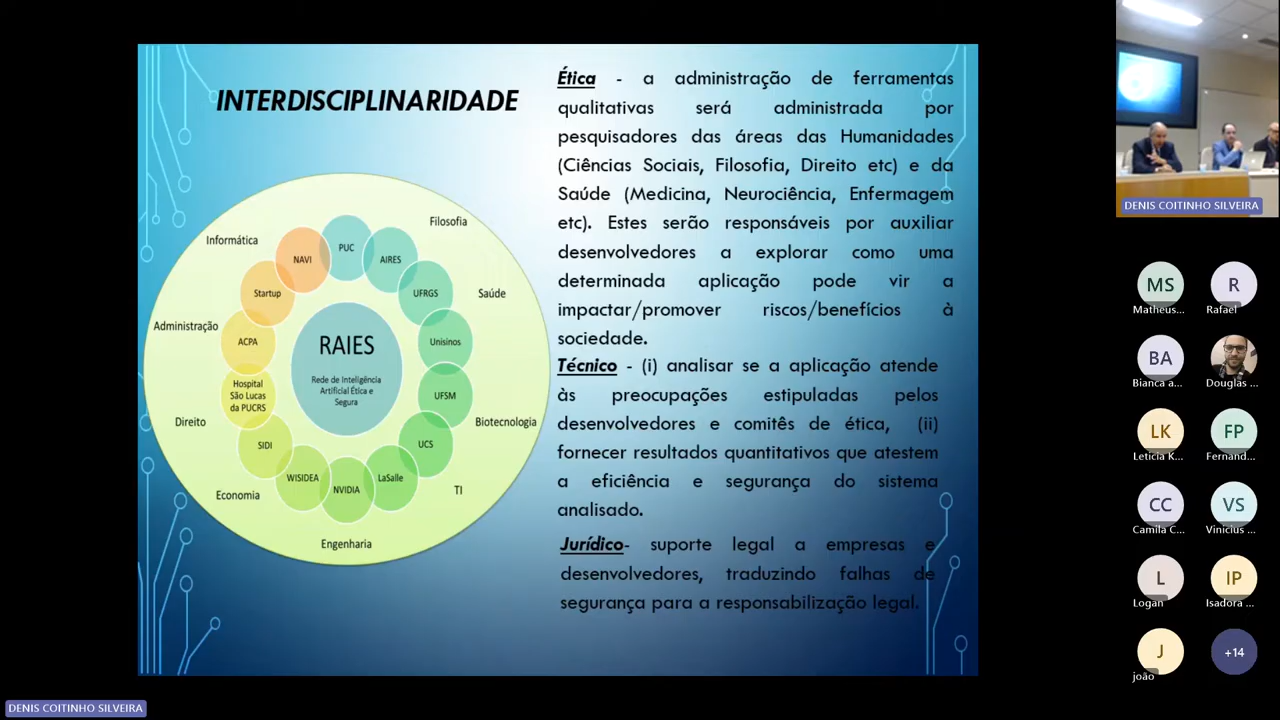 INTERDISCIPLINARIDADE
Filosofia
Informática
Saúde
Administração
Direito
Biotecnologia
Economia
TI
Engenharia
PUC
AIRES
UFRGS
Unisinos
UFSM
UCS
LaSalle
NVIDIA
WISIDEA
SIDI
Hospital
São Lucas
da PUCRS
ACPA
Startup
NAVI
RAIES
Rede de Inteligência
Artificial Ética e
Segura
Ética - a administração de ferramentas
qualitativas será administrada por
pesquisadores das áreas das Humanidades
(Ciências Sociais, Filosofia, Direito etc) e da
Saúde (Medicina, Neurociência, Enfermagem
etc). Estes serão responsáveis por auxiliar
desenvolvedores a explorar como uma
determinada aplicação pode vir a
impactar/promover riscos/benefícios à
sociedade.
Técnico - (i) analisar se a aplicação atende
às preocupações estipuladas pelos
desenvolvedores e comitês de ética, (ii)
fornecer resultados quantitativos que atestem
a eficiência e segurança do sistema
analisado.
Jurídico- suporte legal a empresas e
desenvolvedores, traduzindo falhas de
segurança para a responsabilização legal.
DENIS COITINHO SILVEIRA
MS
Matheus...
R
Rafael
BA
Bianca a...
Douglas ...
LK
Leticia K...
FP
Fernand...
CC
Camila C...
VS
Vinicius ...
L
Logan
IP
Isadora ...
J
joão
+14
DENIS COITINHO SILVEIRA